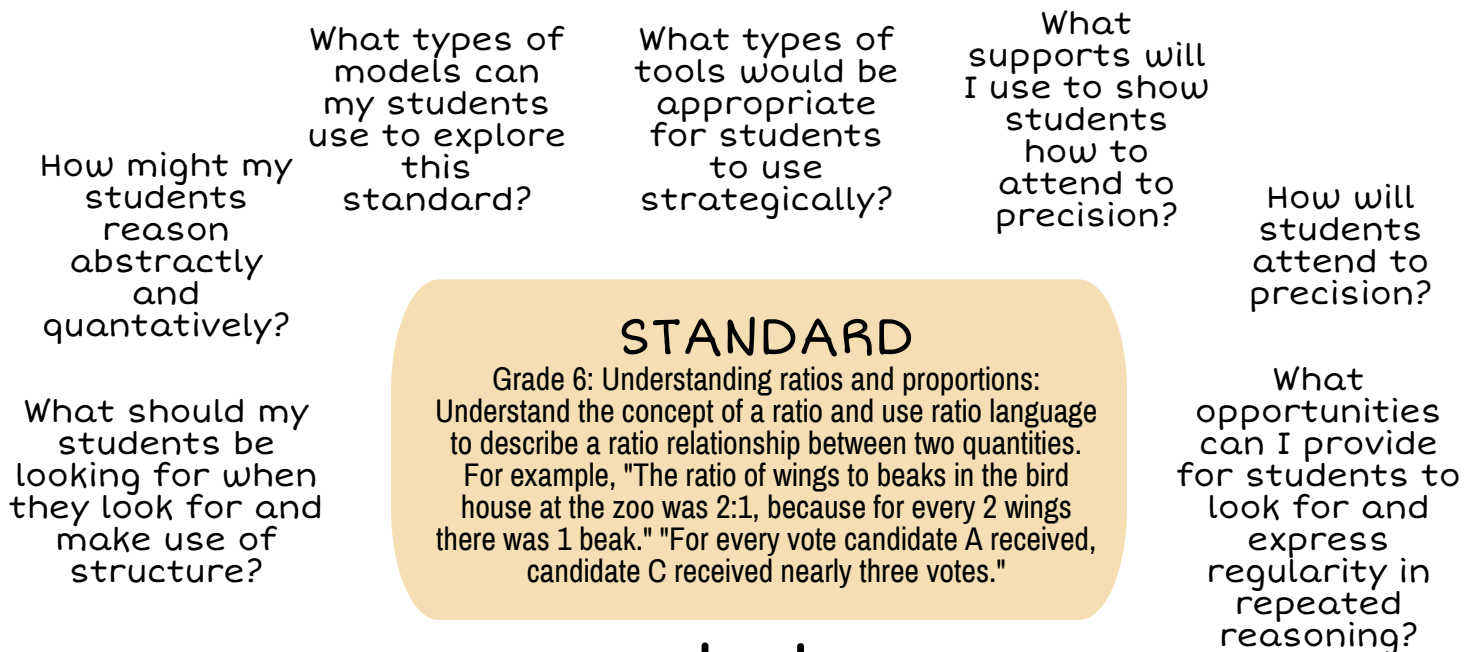 How might my
students
reason
abstractly
and
quantatively?
What types of
models can
my students
use to explore
this
standard?
What types of
tools would be
appropriate
for students
to use
strategically?
What
supports will
I use to show
students
how to
attend to
precision?
How will
students
attend to
precision?
What should my
students be
looking for when
they look for and
make use of
structure?
STANDARD
Grade 6: Understanding ratios and proportions:
Understand the concept of a ratio and use ratio language
to describe a ratio relationship between two quantities.
For example, "The ratio of wings to beaks in the bird
house at the zoo was 2:1, because for every 2 wings
there was 1 beak." "For every vote candidate A received,
candidate C received nearly three votes."
What
opportunities
can I provide
for students to
look for and
express
regularity in
repeated
reasoning?